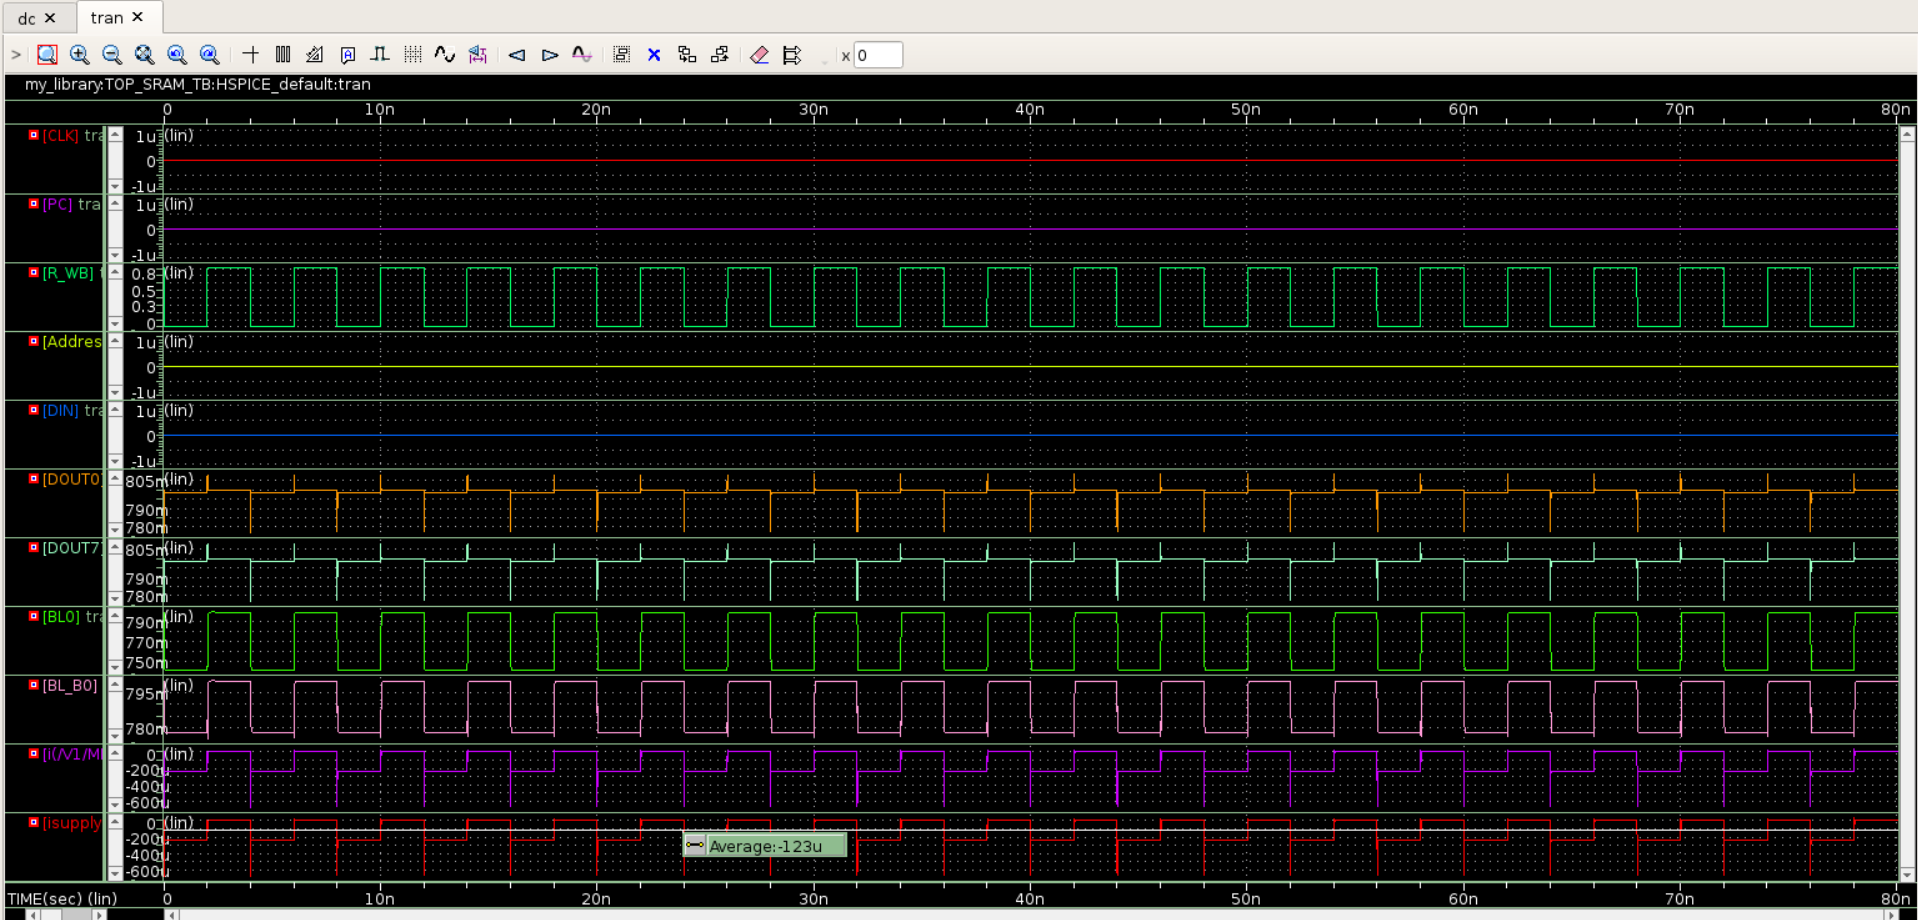 dc
tran
x 0
my_library:TOP_SRAM_TB:HSPICE_default:tran
0 10n 20n 30n 40n 50n 60n 70n 80n
[CLK] tra
1u (lin)
0
-1u
[PC] tra
1u (lin)
0
-1u
[R_WB] t
0.8 (lin)
0.5
0.3
0
[Addres
1u (lin)
0
-1u
[DIN] tra
1u (lin)
0
-1u
[DOUT0]
805m (lin)
790m
780m
[DOUT7]
805m (lin)
790m
780m
[BL0] tra
790m (lin)
770m
750m
[BL_B0]
795m (lin)
780m
[i(/V1/MI
0 (lin)
-200u
-400u
-600u
[isupply
0 (lin)
-200u
-400u
-600u
Average:-123u
TIME(sec) (lin) 0 10n 20n 30n 40n 50n 60n 70n 80n